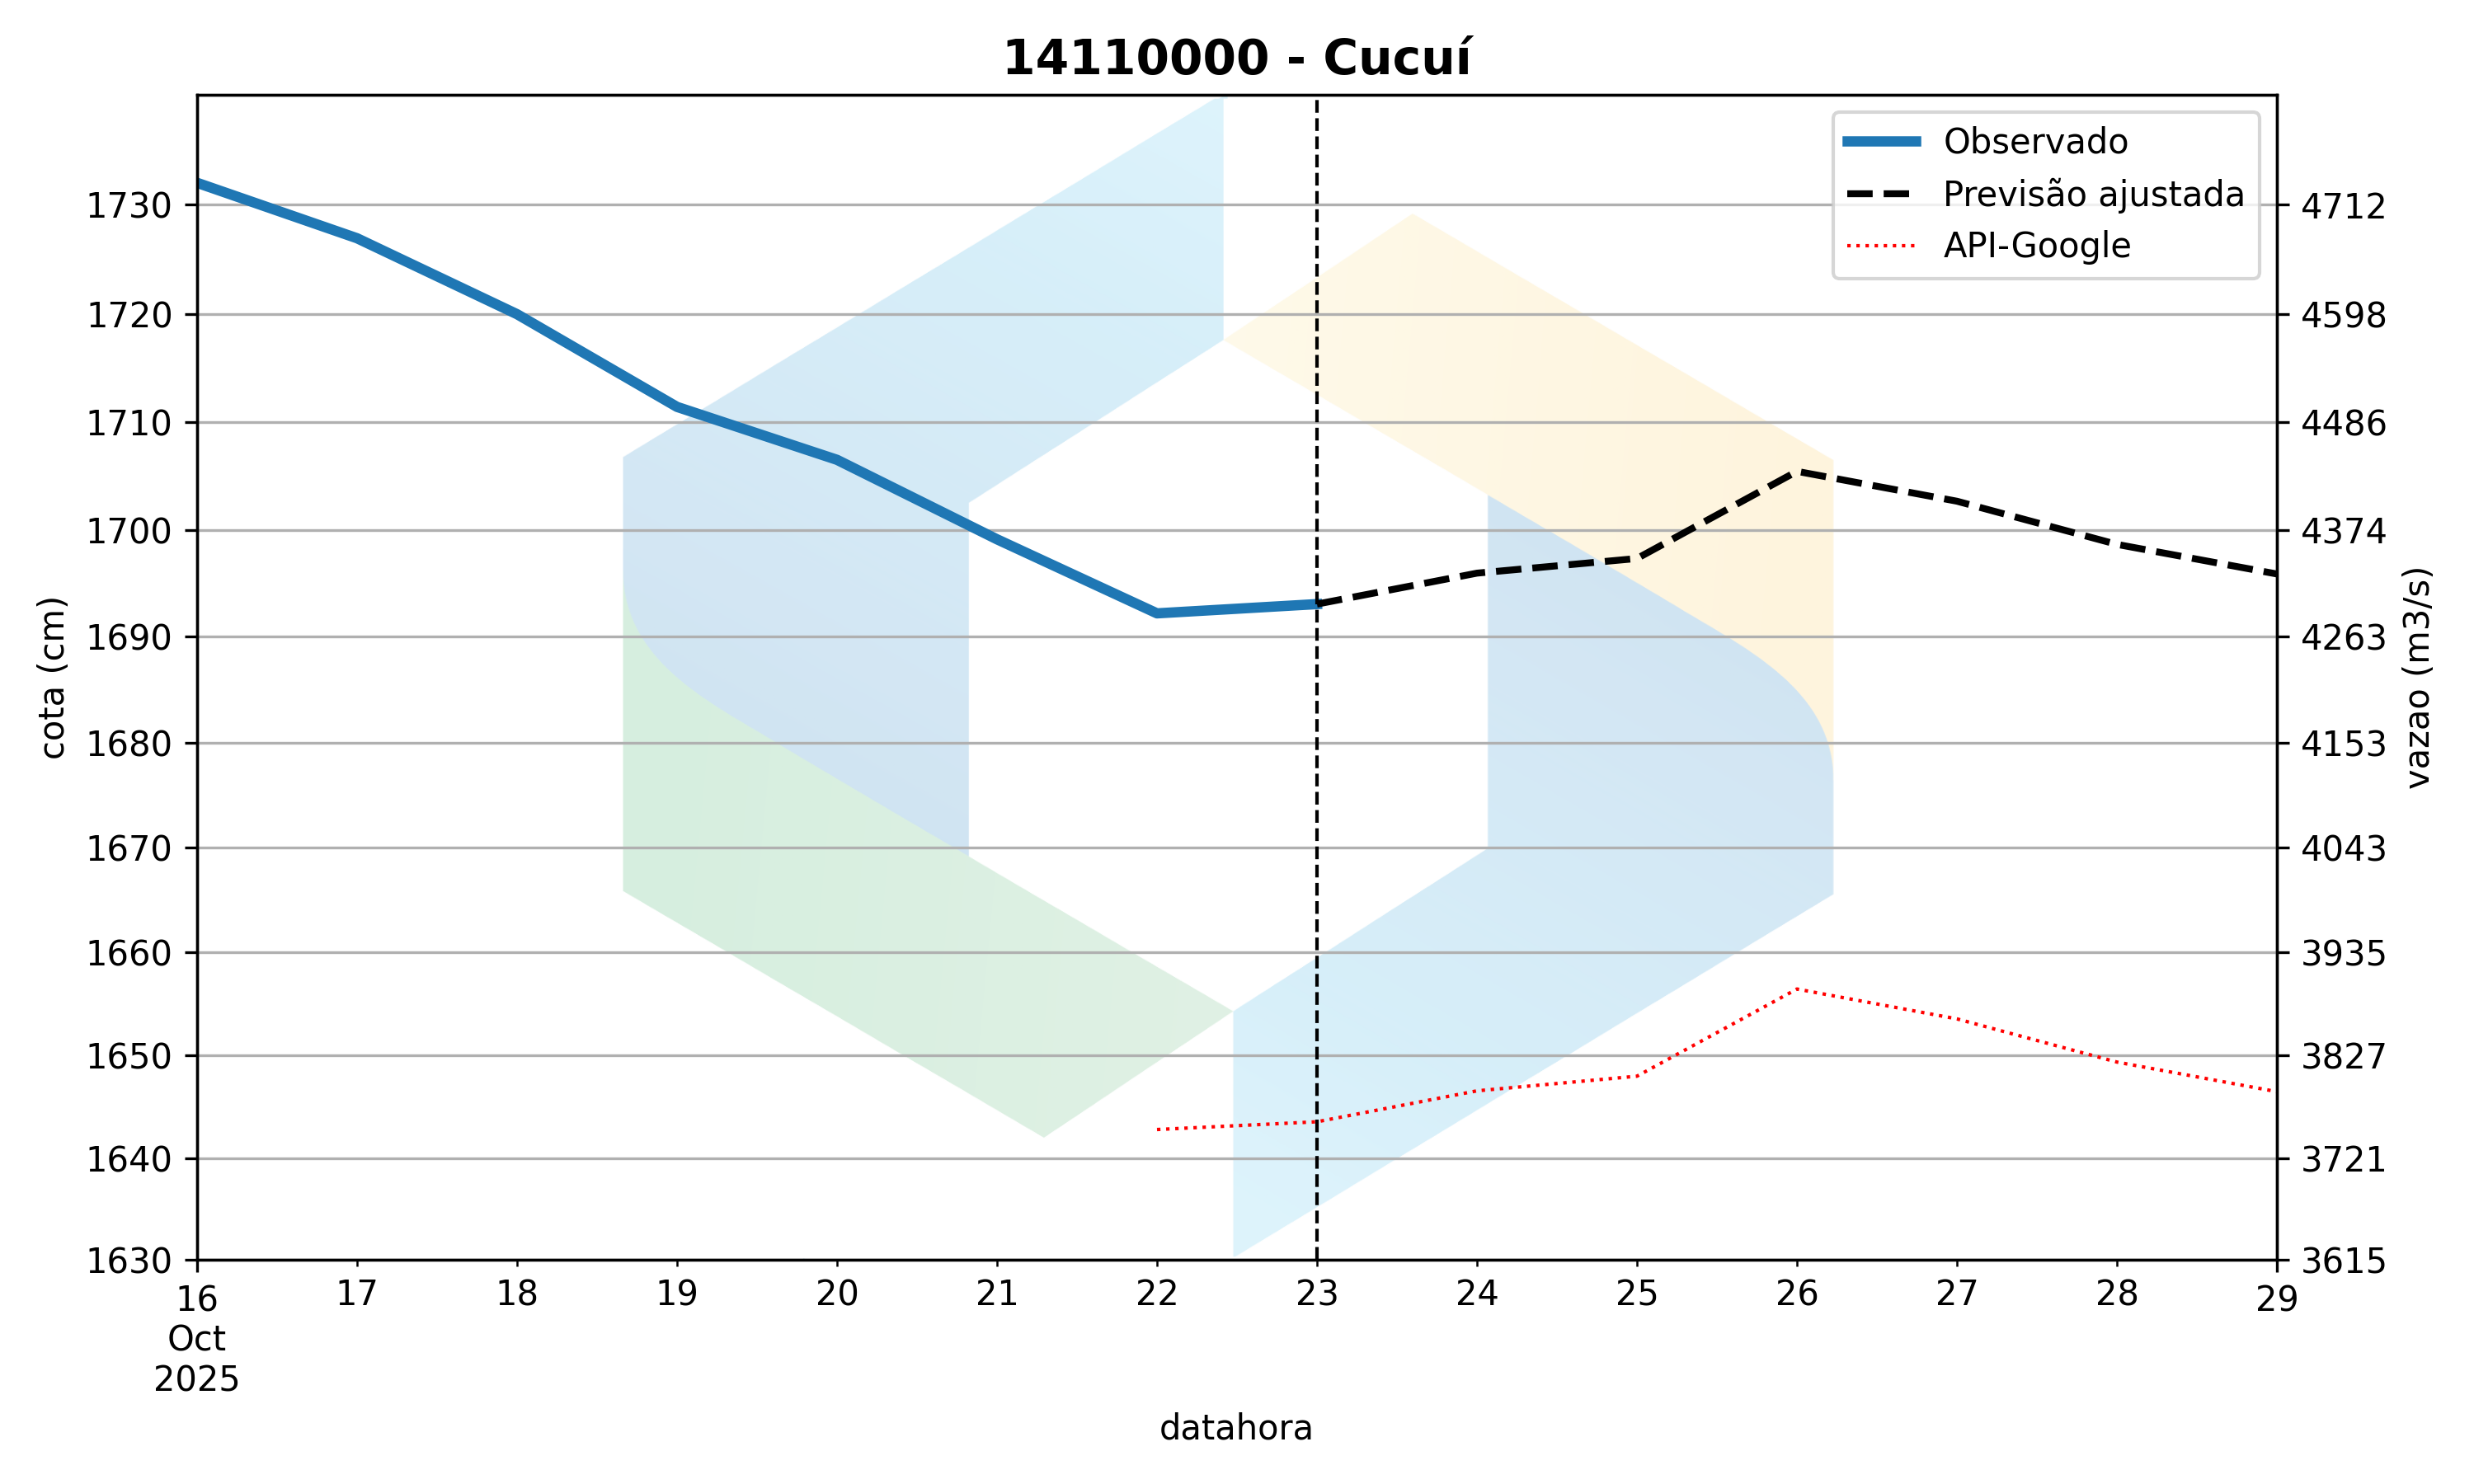 14110000 - Cucuí
Observado
Previsão ajustada
API-Google
1730
1720
1710
1700
1690
1680
1670
1660
1650
1640
1630
cota (cm)
4712
4598
4486
4374
4263
4153
4043
3935
3827
3721
3615
vazao (m3/s)
16 17 18 19 20 21 22 23 24 25 26 27 28 29
Oct
2025
datahora